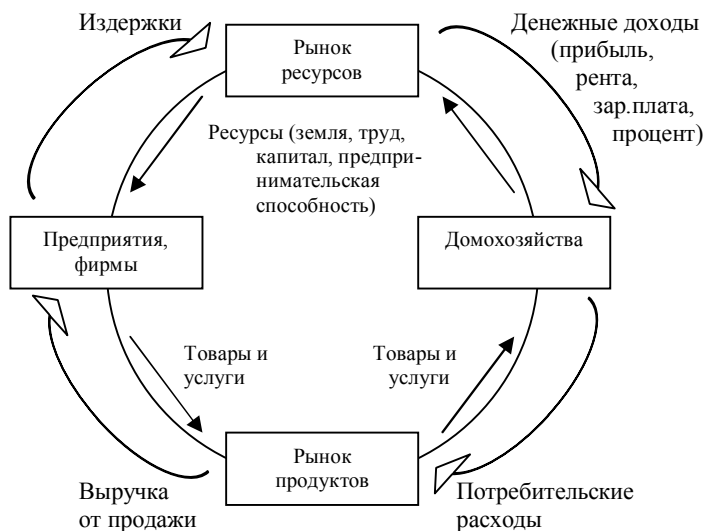 Издержки
Рынок
ресурсов
Денежные доходы
(прибыль,
рента,
зар.плата,
процент)
Ресурсы (земля, труд,
капитал, предпри-
нимательская
способность)
Предприятия,
фирмы
Домохозяйства
Товары и
услуги
Товары и
услуги
Рынок
продуктов
Выручка
от продажи
Потребительские
расходы